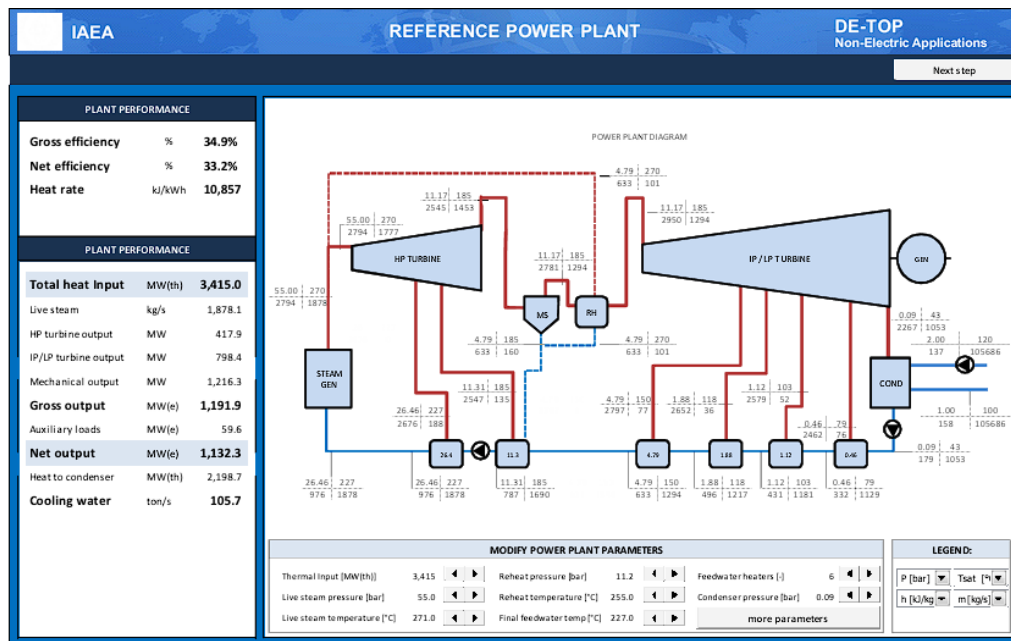 IAEA
REFERENCE POWER PLANT
DE-TOP
Non-Electric Applications
Next step
PLANT PERFORMANCE
Gross efficiency % 34.9%
Net efficiency % 33.2%
Heat rate kJ/kWh 10,857
PLANT PERFORMANCE
Total heat Input MW(th) 3,415.0
Live steam kg/s 1,878.1
HP turbine output MW 417.9
IP/LP turbine output MW 798.4
Mechanical output MW 1,216.3
Gross output MW(e) 1,191.9
Auxiliary loads MW(e) 59.6
Net output MW(e) 1,132.3
Heat to condenser MW(th) 2,198.7
Cooling water ton/s 105.7
POWER PLANT DIAGRAM
4.79 270
633 101
11.17 185
2545 1453
11.17 185
2950 1294
55.00 270
2794 1777
HP TURBINE
11.17 185
2781 1294
IP / LP TURBINE
GEN
55.00 270
2794 1878
MS
RH
0.09 43
2267 1053
4.79 185
633 160
4.79 270
633 101
2.00 120
137 105686
STEAM
GEN
COND
11.31 185
2547 135
4.79 150
2797 77
1.88 118
2652 36
1.12 103
2579 52
26.46 227
2676 188
0.46 79
2462 76
1.00 100
158 105686
26.4
11.3
4.79
1.88
1.12
0.46
0.09 43
179 1053
26.46 227
976 1878
26.46 227
976 1878
11.31 185
787 1690
4.79 150
633 1294
1.88 118
496 1217
1.12 103
431 1181
0.46 79
332 1129
MODIFY POWER PLANT PARAMETERS
Thermal Input [MW(th)] 3,415 Reheat pressure [bar] 11.2 Feedwater heaters [-] 6
Live steam pressure [bar] 55.0 Reheat temperature [°C] 255.0 Condenser pressure [bar] 0.09
Live steam temperature [°C] 271.0 Final feedwater temp [°C] 227.0 more parameters
LEGEND:
P [bar] Tsat [°
h [kJ/kg m [kg/s]